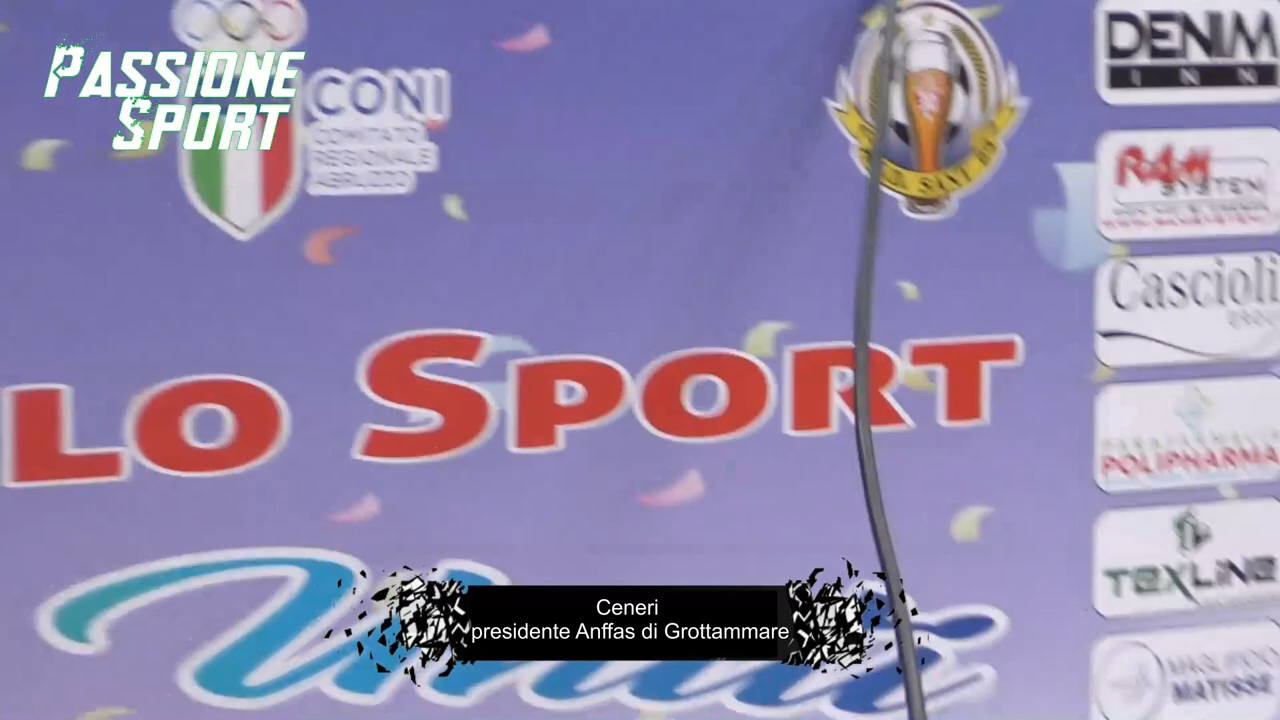 PASSIONE
SPORT
CONI
COMITATO
REGIONALE
ABRUZZO
DENIM
INN
SYSTEM
Cascioli
LO SPORT
POLIPHARMA
TEXLINE
Ceneri
presidente Anffas di Grottammare
MAGLIFICIO
MATISSE